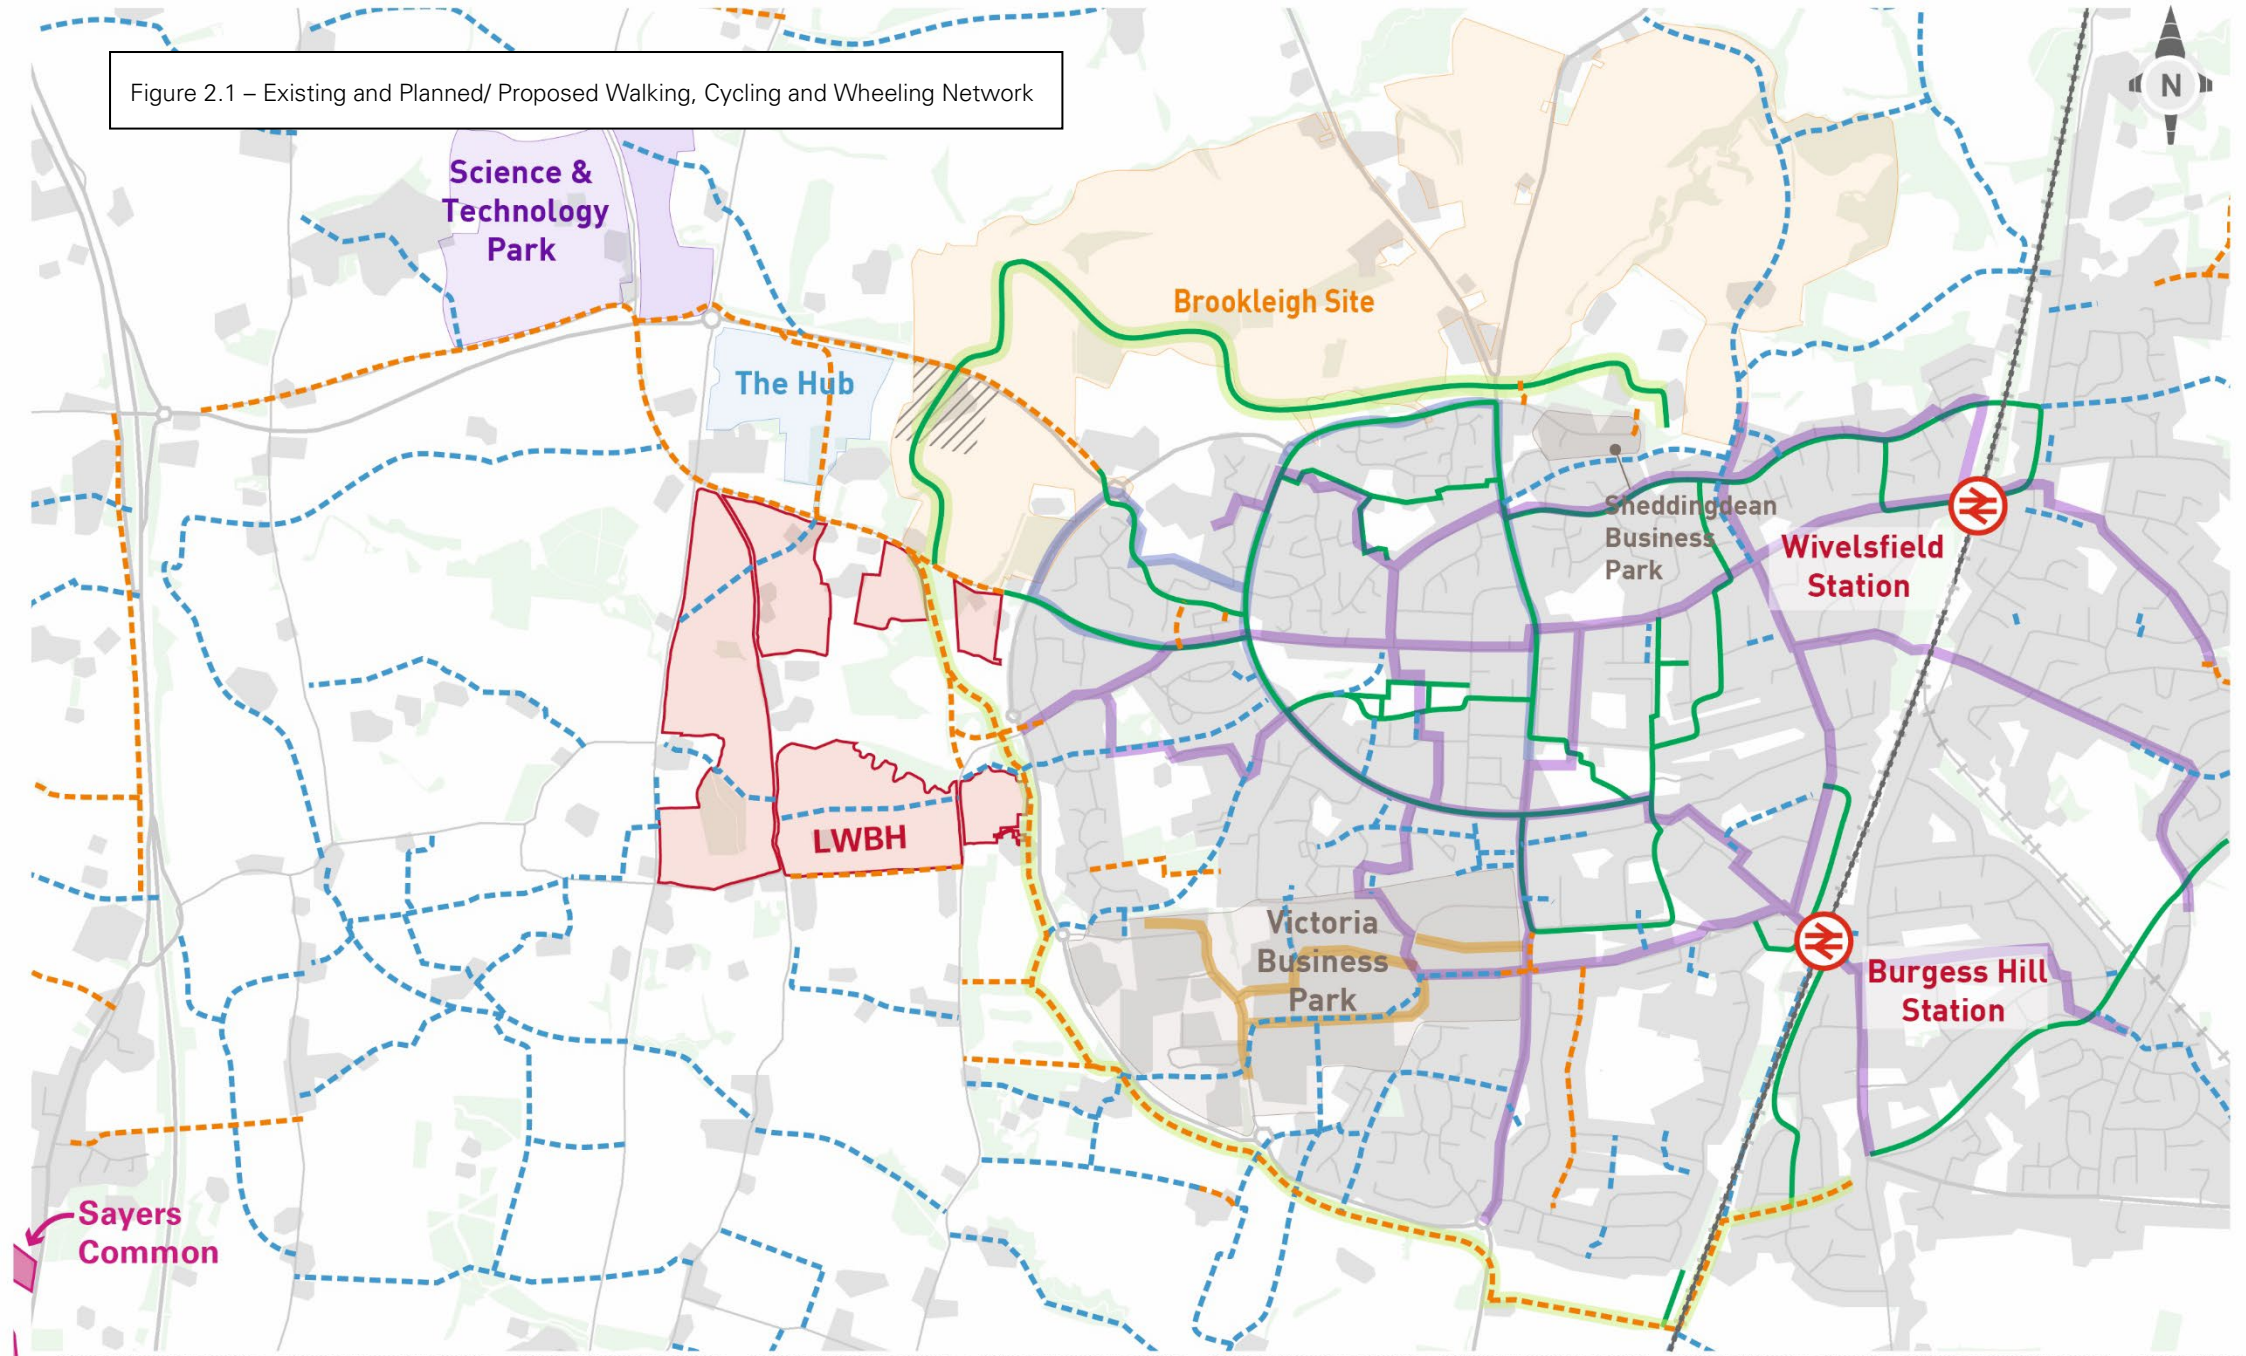 Figure 2.1 – Existing and Planned/ Proposed Walking, Cycling and Wheeling Network
N
Science &
Technology
Park
Brookleigh Site
The Hub
Sheddingdean
Business
Park
Wivelsfield
Station
LWBH
Victoria
Business
Park
Burgess Hill
Station
Sayers
Common